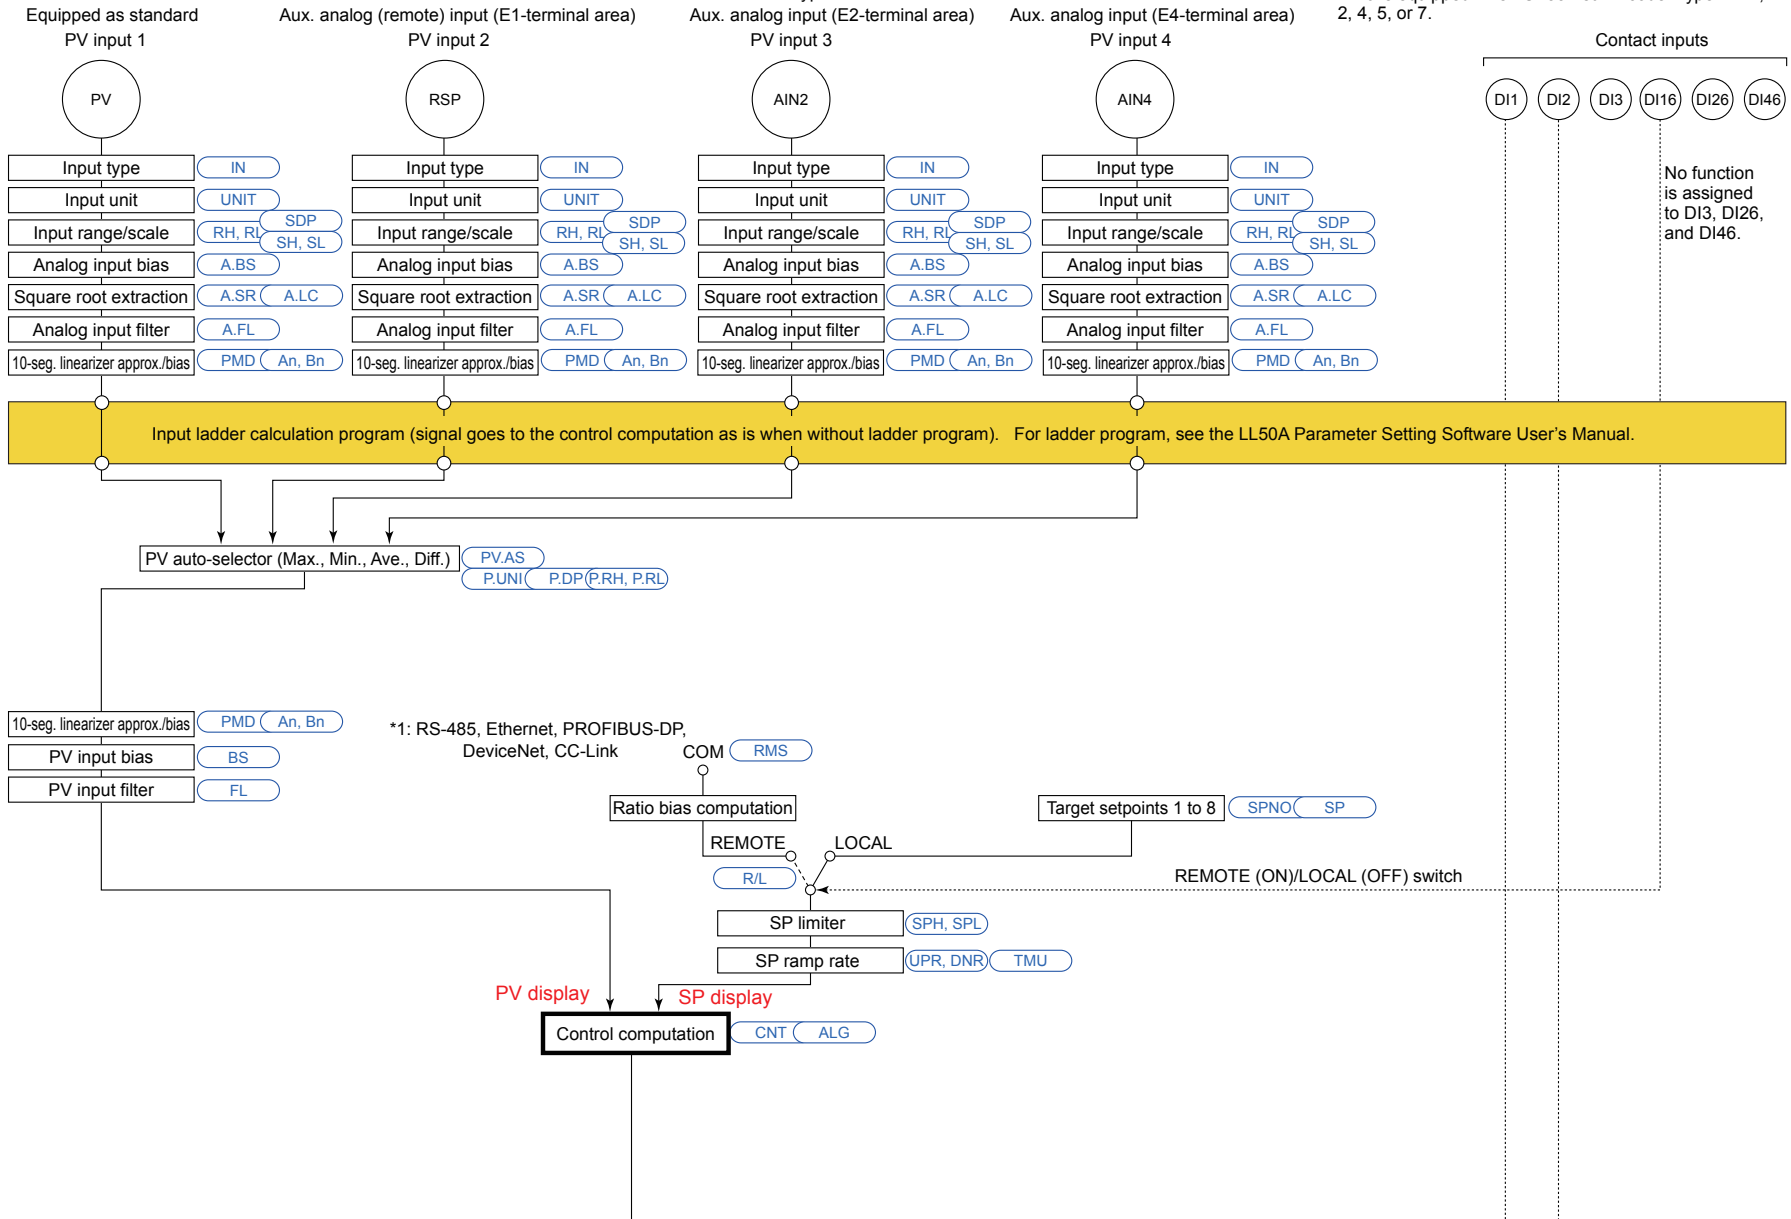 Equipped as standard
Aux. analog (remote) input (E1-terminal area)
Aux. analog input (E2-terminal area)
Aux. analog input (E4-terminal area)
2, 4, 5, or 7.
PV input 1
PV input 2
PV input 3
PV input 4
Contact inputs
PV
RSP
AIN2
AIN4
DI1
DI2
DI3
DI16
DI26
DI46
Input type
IN
Input type
IN
Input type
IN
Input type
IN
Input unit
UNIT
Input unit
UNIT
Input unit
UNIT
Input unit
UNIT
Input range/scale
RH, RL
SDP
SH, SL
Input range/scale
RH, RL
SDP
SH, SL
Input range/scale
RH, RL
SDP
SH, SL
Input range/scale
RH, RL
SDP
SH, SL
Analog input bias
A.BS
Analog input bias
A.BS
Analog input bias
A.BS
Analog input bias
A.BS
Square root extraction
A.SR
A.LC
Square root extraction
A.SR
A.LC
Square root extraction
A.SR
A.LC
Square root extraction
A.SR
A.LC
Analog input filter
A.FL
Analog input filter
A.FL
Analog input filter
A.FL
Analog input filter
A.FL
10-seg. linearizer approx./bias
PMD
An, Bn
10-seg. linearizer approx./bias
PMD
An, Bn
10-seg. linearizer approx./bias
PMD
An, Bn
10-seg. linearizer approx./bias
PMD
An, Bn
No function
is assigned
to DI3, DI26,
and DI46.
Input ladder calculation program (signal goes to the control computation as is when without ladder program). For ladder program, see the LL50A Parameter Setting Software User's Manual.
PV auto-selector (Max., Min., Ave., Diff.)
PV.AS
P.UNI
P.DP
P.RH, P.RL
10-seg. linearizer approx./bias
PMD
An, Bn
PV input bias
BS
PV input filter
FL
*1: RS-485, Ethernet, PROFIBUS-DP,
DeviceNet, CC-Link
COM
RMS
Ratio bias computation
Target setpoints 1 to 8
SPNO
SP
REMOTE
LOCAL
R/L
REMOTE (ON)/LOCAL (OFF) switch
SP limiter
SPH, SPL
SP ramp rate
UPR, DNR
TMU
PV display
SP display
Control computation
CNT
ALG